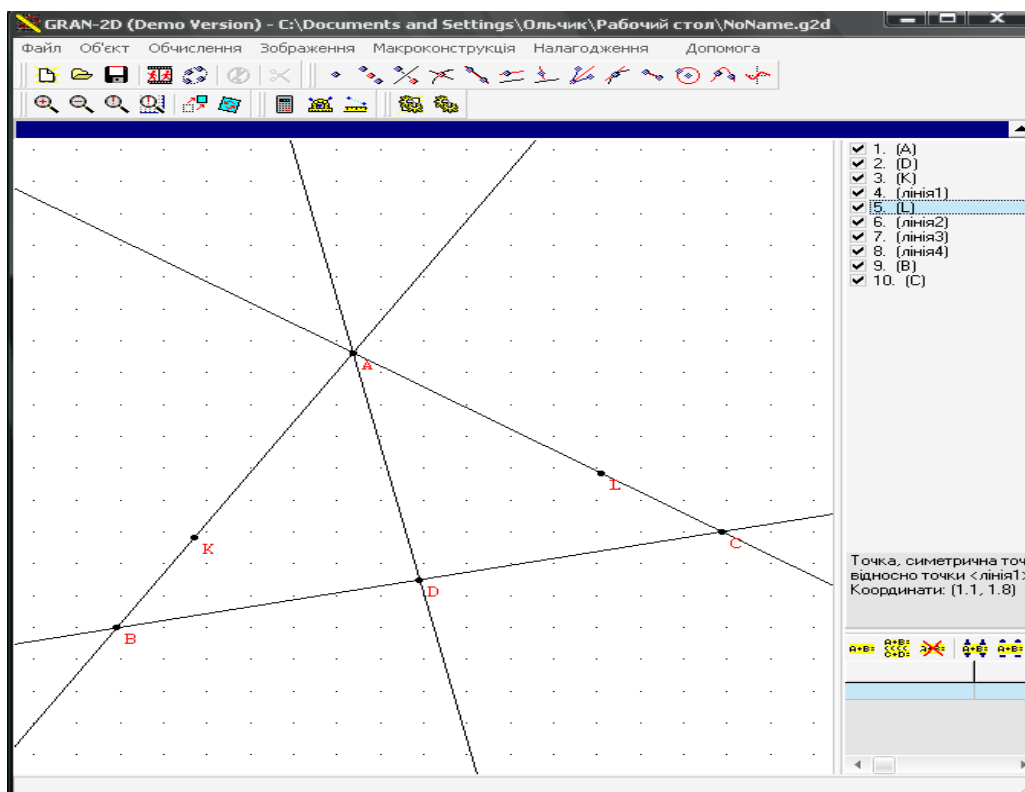 GRAN-2D (Demo Version) - C:\Documents and Settings\Ольчик\Рабочий стол\NoName.g2d
Файл Об'єкт Обчислення Зображення Макроконструкція Налагодження Допомога
1. (A)
2. (D)
3. (K)
4. (лінія1)
5. (L)
6. (лінія2)
7. (лінія3)
8. (лінія4)
9. (B)
10. (C)
A
L
K
C
D
B
Точка, симетрична точ
відносно точки <лінія1>
Координати: (1.1, 1.8)